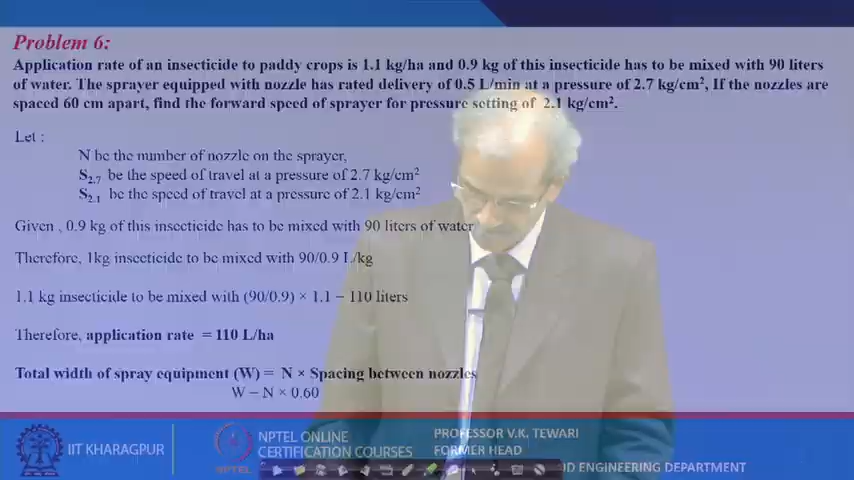 Problem 6:
Application rate of an insecticide to paddy crops is 1.1 kg/ha and 0.9 kg of this insecticide has to be mixed with 90 liters
of water. The sprayer equipped with nozzle has rated delivery of 0.5 L/min at a pressure of 2.7 kg/cm², If the nozzles are
spaced 60 cm apart, find the forward speed of sprayer for pressure setting of 2.1 kg/cm².
Let :
N be the number of nozzle on the sprayer,
S₂.₇ be the speed of travel at a pressure of 2.7 kg/cm²
S₂.₁ be the speed of travel at a pressure of 2.1 kg/cm²
Given , 0.9 kg of this insecticide has to be mixed with 90 liters of water
Therefore, 1kg insecticide to be mixed with 90/0.9 L/kg
1.1 kg insecticide to be mixed with (90/0.9) × 1.1 = 110 liters
Therefore, application rate = 110 L/ha
Total width of spray equipment (W) = N × Spacing between nozzles
W = N × 0.60
IIT KHARAGPUR
NPTEL
NPTEL ONLINE
CERTIFICATION COURSES
PROFESSOR V.K. TEWARI
FORMER HEAD
ENGINEERING DEPARTMENT